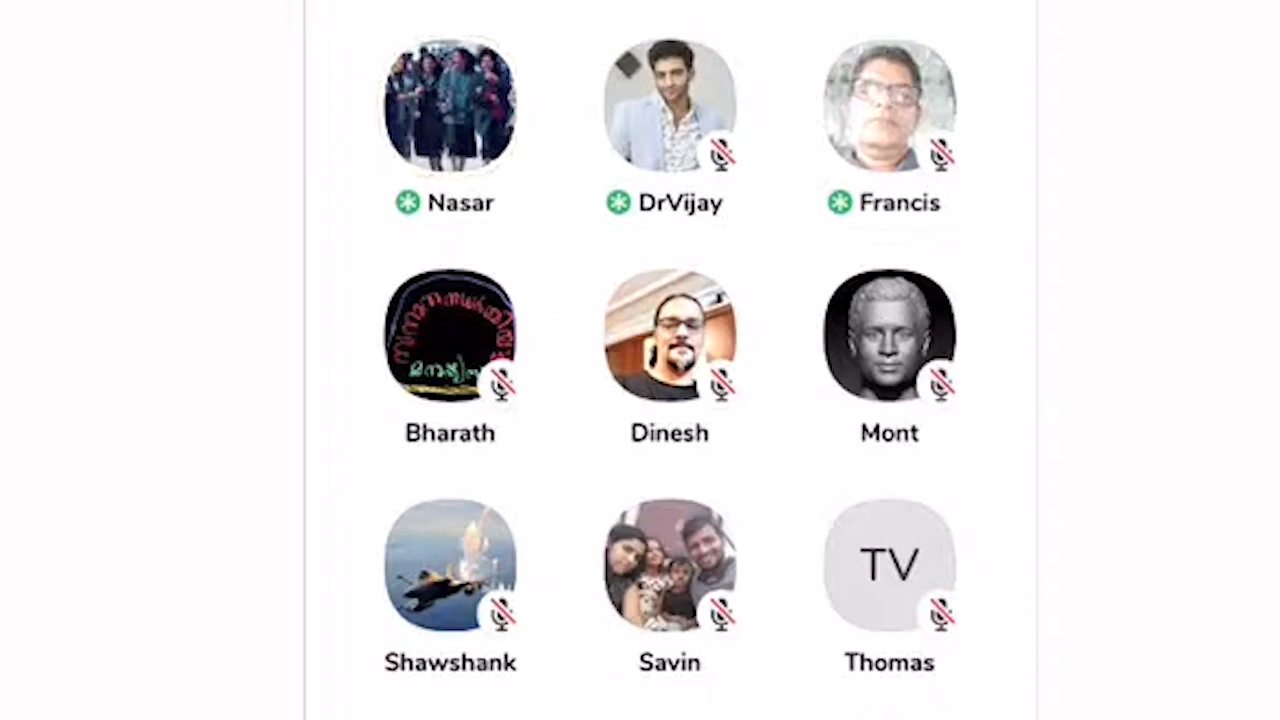 Nasar
DrVijay
Francis
Bharath
Dinesh
Mont
TV
Shawshank
Savin
Thomas